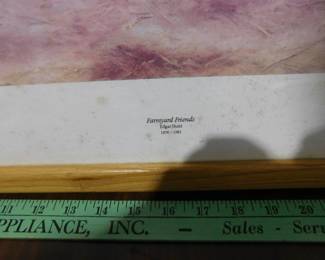 Farmyard Friends
Edgar Hunt
1876 - 1953
11 12 13 14 15 16 17 18 19 20
PPLIANCE, INC. — Sales - Serv